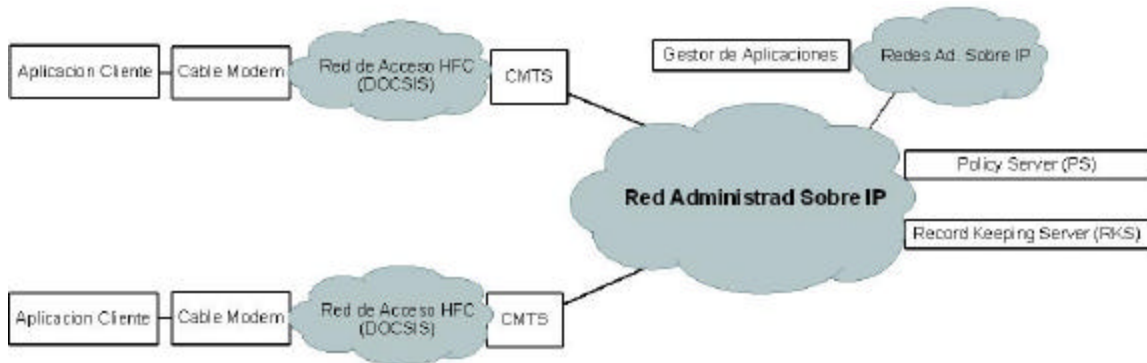 Aplicacion Cliente
Cable Modem
Red de Acceso HFC
(DOCSIS)
CMTS
Gestor de Aplicaciones
Redes Ad. Sobre IP
Red Administrad Sobre IP
Policy Server (PS)
Record Keeping Server (RKS)
Aplicacion Cliente
Cable Modem
Red de Acceso HFC
(DOCSIS)
CMTS